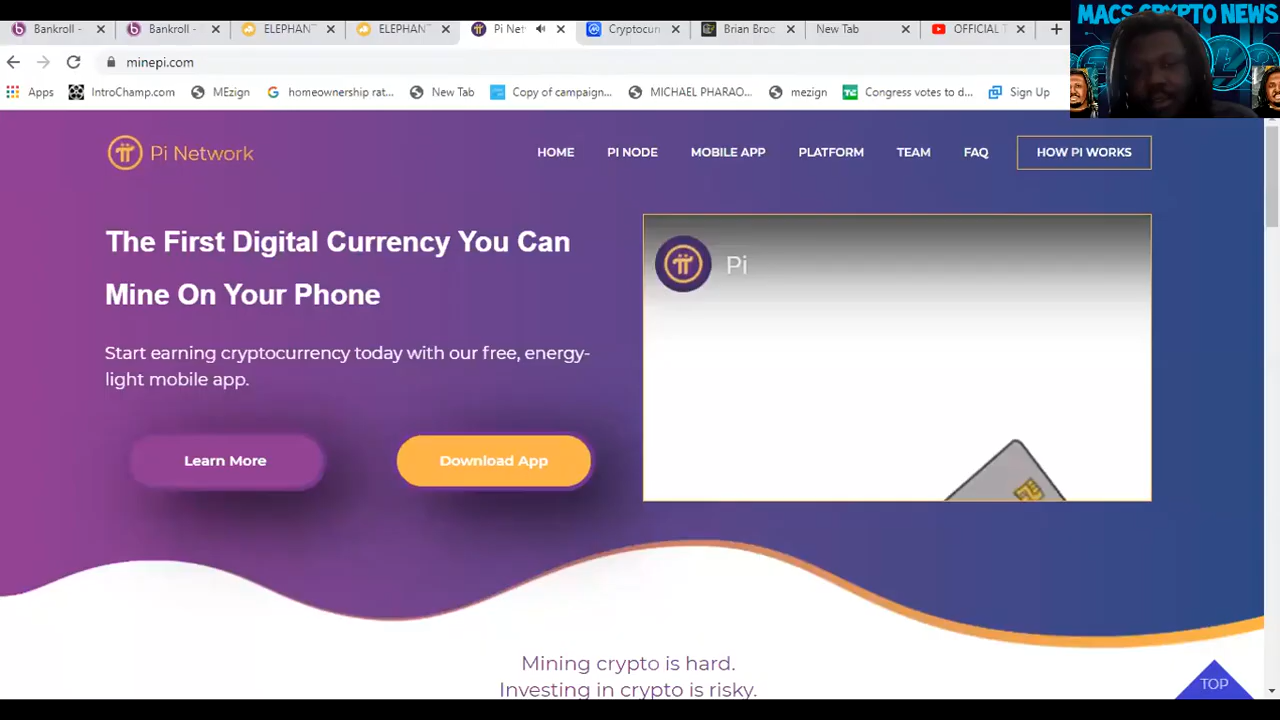 Bankroll -
Bankroll -
ELEPHAN
ELEPHAN
Pi Net
Cryptocurr
Brian Broc
New Tab
OFFICIAL T
MACS CRYPTO NEWS
minepi.com
Apps
IntroChamp.com
MEzign
homeownership rat...
New Tab
Copy of campaign...
MICHAEL PHARAO...
mezign
Congress votes to d...
Sign Up
Pi Network
HOME
PI NODE
MOBILE APP
PLATFORM
TEAM
FAQ
HOW PI WORKS
The First Digital Currency You Can
Mine On Your Phone
Pi
Start earning cryptocurrency today with our free, energy-
light mobile app.
Learn More
Download App
Mining crypto is hard.
Investing in crypto is risky.
TOP